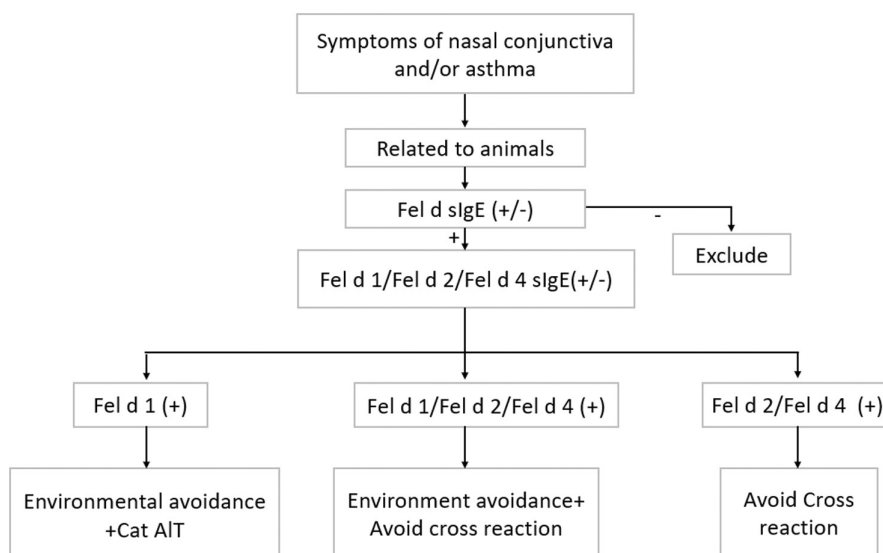 Symptoms of nasal conjunctiva
and/or asthma
Related to animals
Fel d sIgE (+/-)
-
+
Exclude
Fel d 1/Fel d 2/Fel d 4 sIgE(+/-)
Fel d 1 (+)
Fel d 1/Fel d 2/Fel d 4 (+)
Fel d 2/Fel d 4  (+)
Environmental avoidance
+Cat AIT
Environment avoidance+
Avoid cross reaction
Avoid Cross
reaction